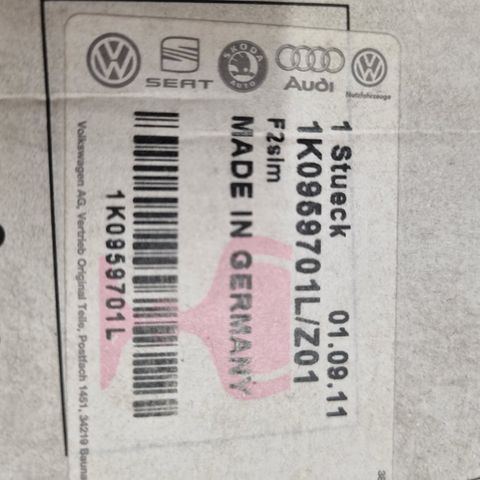 SEAT
ŠKODA
AUTO
Audi
Nutzfahrzeuge
1 Stueck 01.09.11
1K0959701L/Z01
F2slm
MADE IN GERMANY
1K0959701L
Volkswagen AG, Vertrieb Original Teile, Postfach 1451, 34219 Bauna